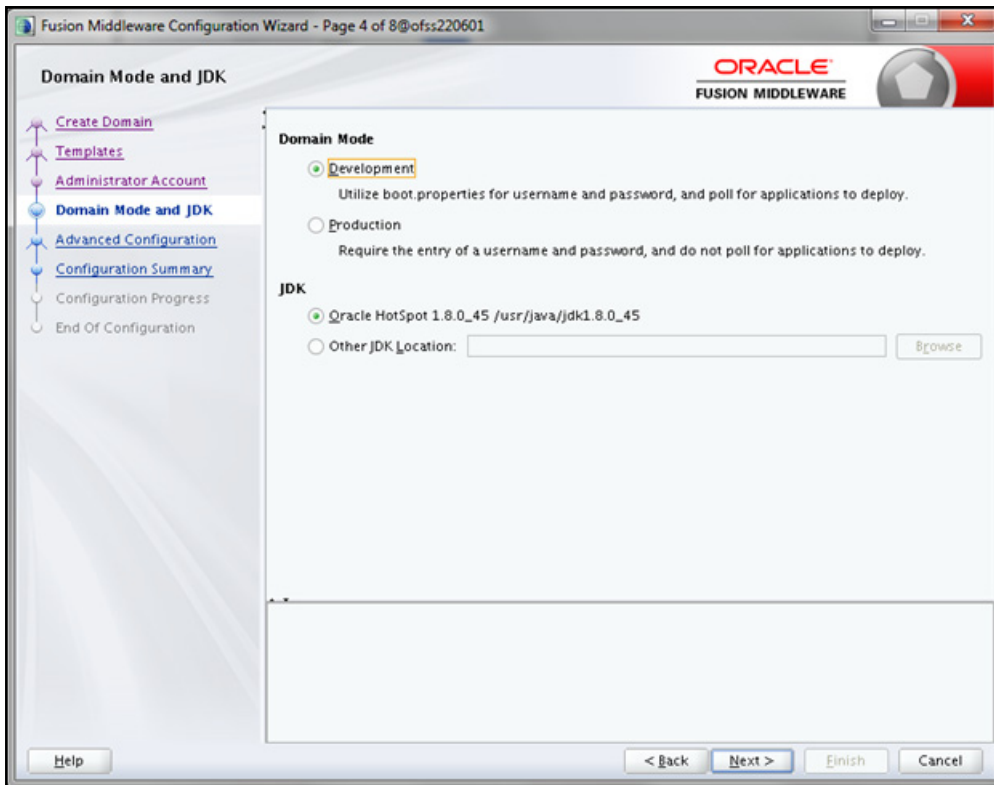 Fusion Middleware Configuration Wizard - Page 4 of 8@ofss220601
Domain Mode and JDK
ORACLE
FUSION MIDDLEWARE
Create Domain
Templates
Administrator Account
Domain Mode and JDK
Advanced Configuration
Configuration Summary
Configuration Progress
End Of Configuration
Domain Mode
Development
Utilize boot.properties for username and password, and poll for applications to deploy.
Production
Require the entry of a username and password, and do not poll for applications to deploy.
JDK
Oracle HotSpot 1.8.0_45 /usr/java/jdk1.8.0_45
Other JDK Location: Browse
Help < Back Next > Finish Cancel